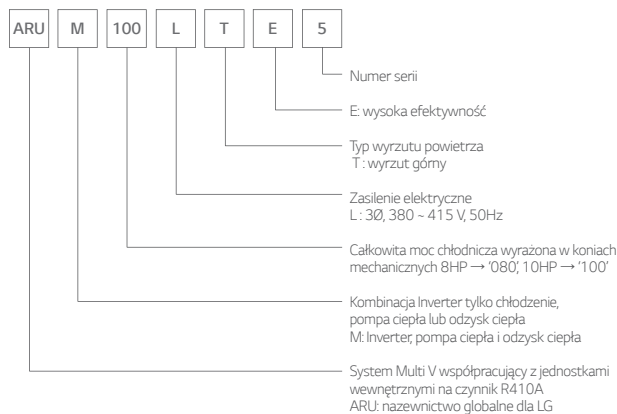 ARU M 100 L T E 5
Numer serii
E: wysoka efektywność
Typ wyrzutu powietrza
T : wyrzut górny
Zasilenie elektryczne
L : 3Ø, 380 ~ 415 V, 50Hz
Całkowita moc chłodnicza wyrażona w koniach
mechanicznych 8HP → ‘080’, 10HP → ‘100’
Kombinacja Inverter tylko chłodzenie,
pompa ciepła lub odzysk ciepła
M: Inverter, pompa ciepła i odzysk ciepła
System Multi V współpracujący z jednostkami
wewnętrznymi na czynnik R410A
ARU: nazewnictwo globalne dla LG